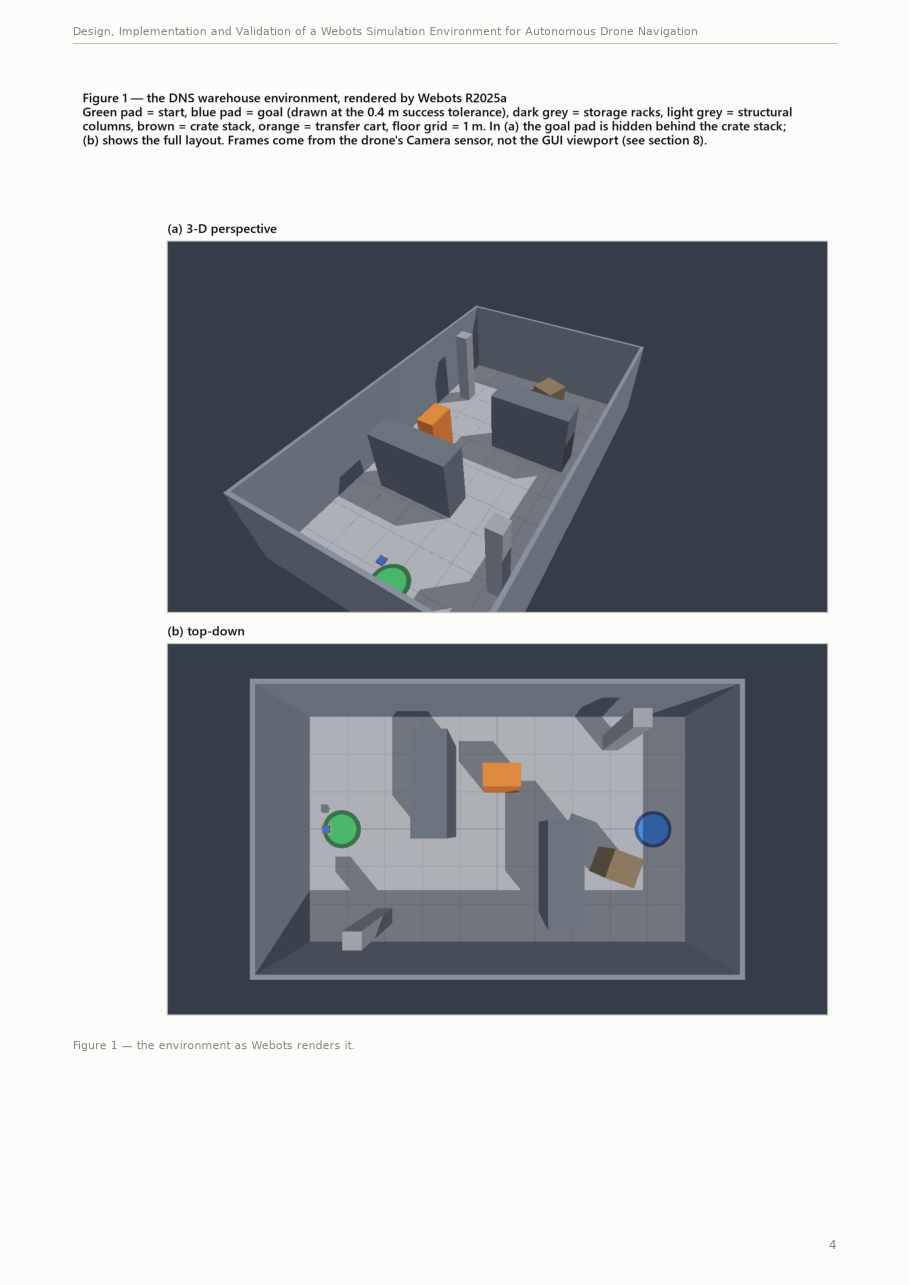 Design, Implementation and Validation of a Webots Simulation Environment for Autonomous Drone Navigation
Figure 1 — the DNS warehouse environment, rendered by Webots R2025a
Green pad = start, blue pad = goal (drawn at the 0.4 m success tolerance), dark grey = storage racks, light grey = structural
columns, brown = crate stack, orange = transfer cart, floor grid = 1 m. In (a) the goal pad is hidden behind the crate stack;
(b) shows the full layout. Frames come from the drone's Camera sensor, not the GUI viewport (see section 8).
(a) 3-D perspective
(b) top-down
Figure 1 — the environment as Webots renders it.
4